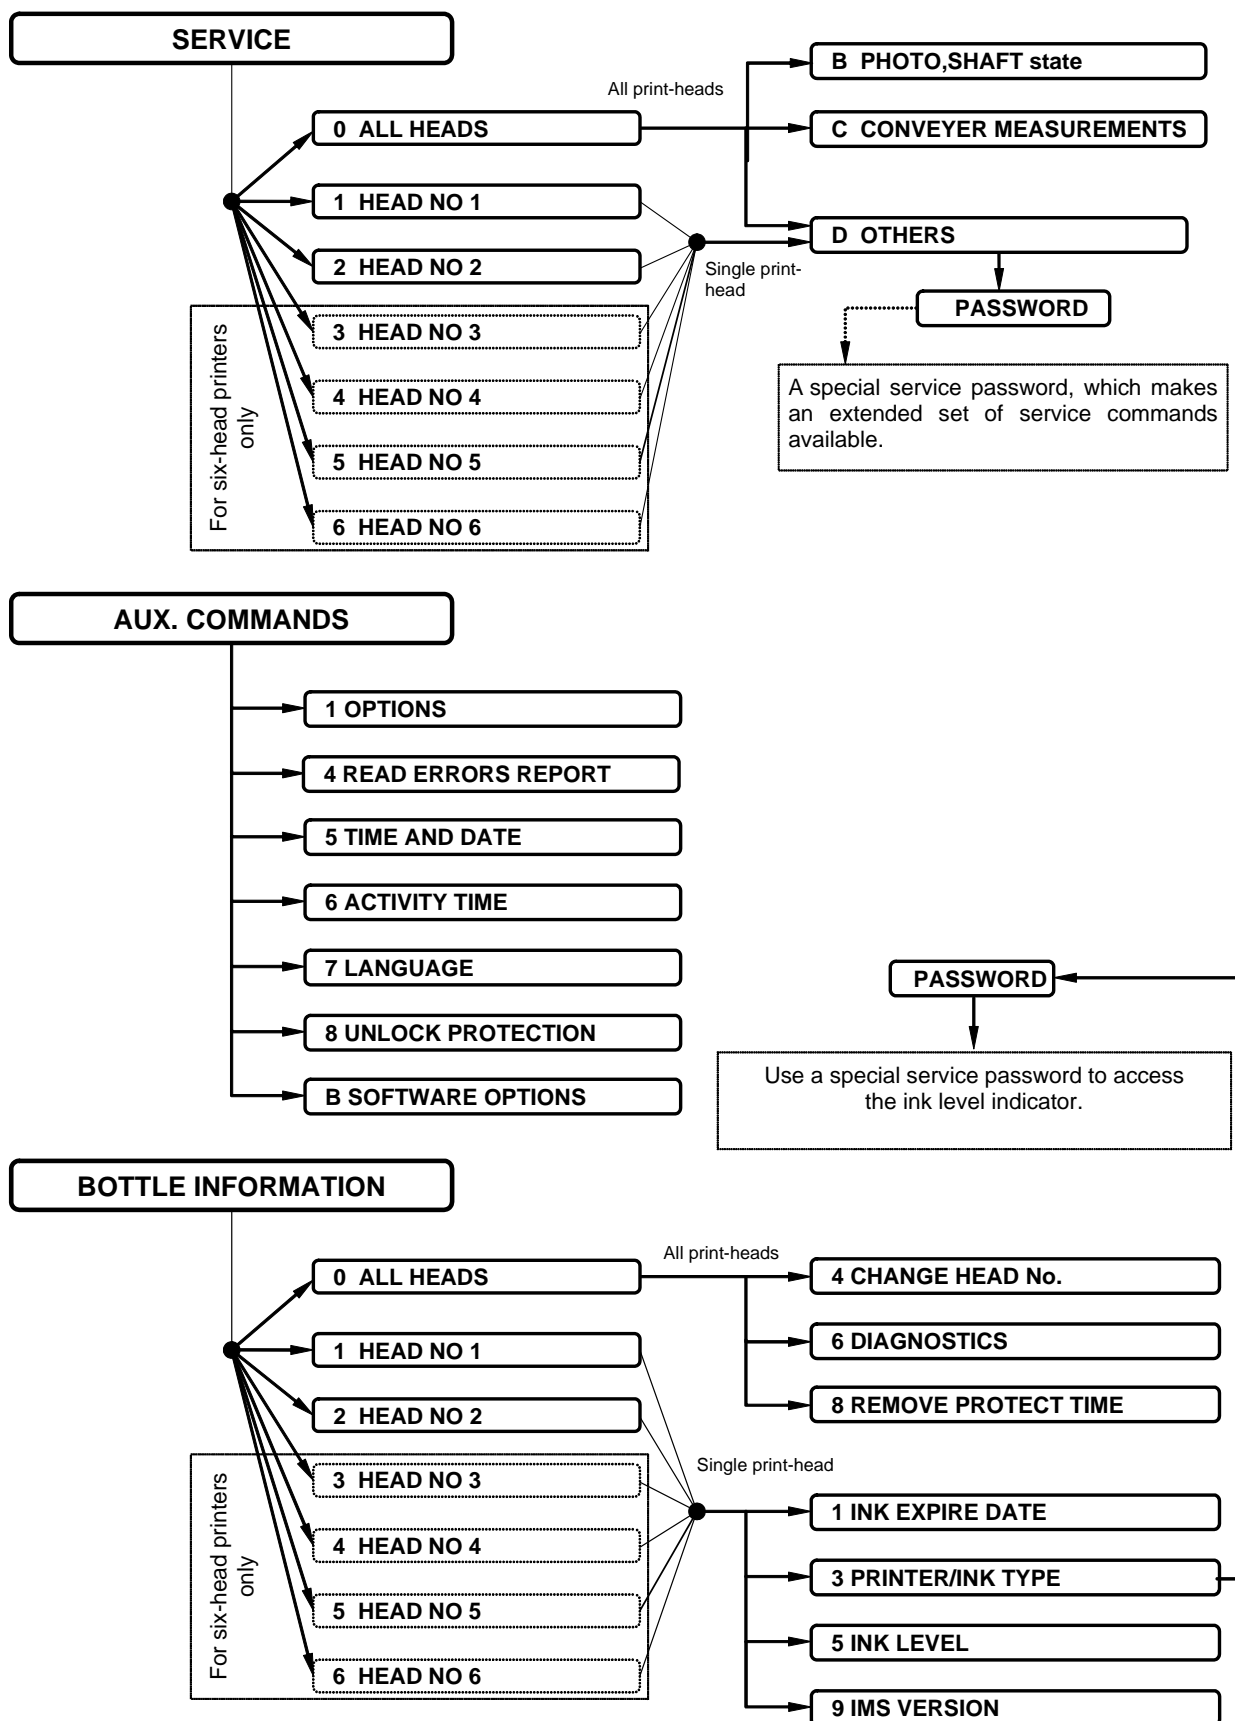 SERVICE
All print-heads
B  PHOTO,SHAFT state
0  ALL HEADS
C  CONVEYER MEASUREMENTS
1  HEAD NO 1
D  OTHERS
2  HEAD NO 2
Single print-
head
PASSWORD
For six-head printers
only
3  HEAD NO 3
4  HEAD NO 4
5  HEAD NO 5
6  HEAD NO 6
A special service password, which makes
an extended set of service commands
available.
AUX. COMMANDS
1 OPTIONS
4 READ ERRORS REPORT
5 TIME AND DATE
6 ACTIVITY TIME
7 LANGUAGE
8 UNLOCK PROTECTION
B SOFTWARE OPTIONS
PASSWORD
Use a special service password to access
the ink level indicator.
BOTTLE INFORMATION
All print-heads
0  ALL HEADS
4 CHANGE HEAD No.
1  HEAD NO 1
6 DIAGNOSTICS
2  HEAD NO 2
8 REMOVE PROTECT TIME
For six-head printers
only
3  HEAD NO 3
4  HEAD NO 4
5  HEAD NO 5
6  HEAD NO 6
Single print-head
1 INK EXPIRE DATE
3 PRINTER/INK TYPE
5 INK LEVEL
9 IMS VERSION